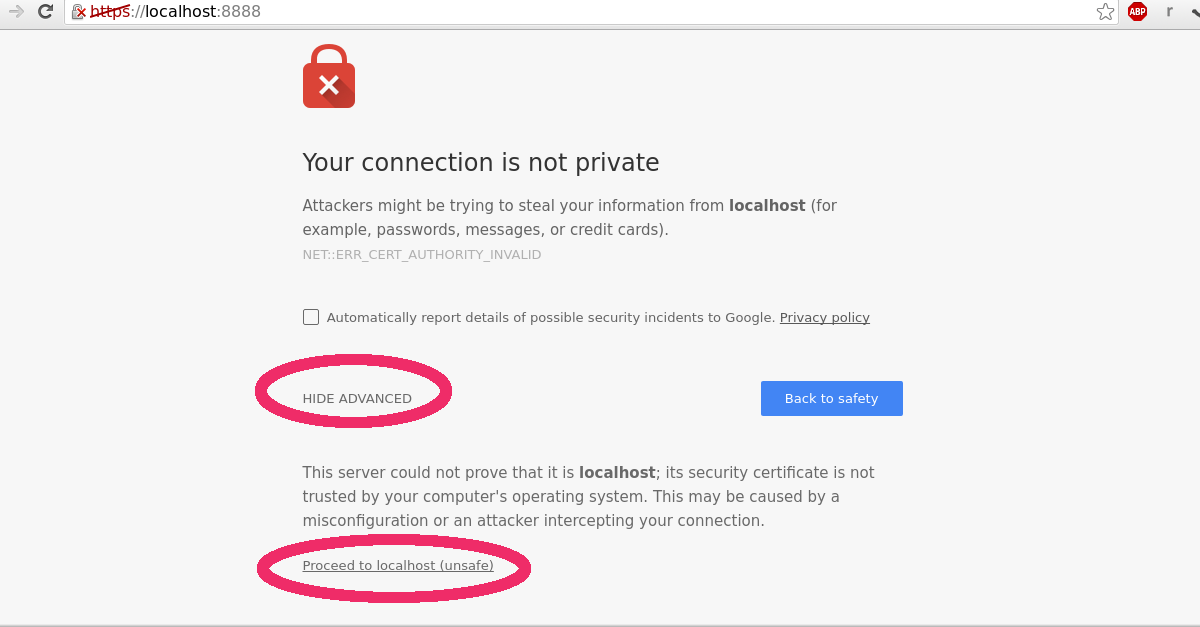 https://localhost:8888
ABP
r
Your connection is not private
Attackers might be trying to steal your information from localhost (for
example, passwords, messages, or credit cards).
NET::ERR_CERT_AUTHORITY_INVALID
Automatically report details of possible security incidents to Google. Privacy policy
HIDE ADVANCED
Back to safety
This server could not prove that it is localhost; its security certificate is not
trusted by your computer's operating system. This may be caused by a
misconfiguration or an attacker intercepting your connection.
Proceed to localhost (unsafe)